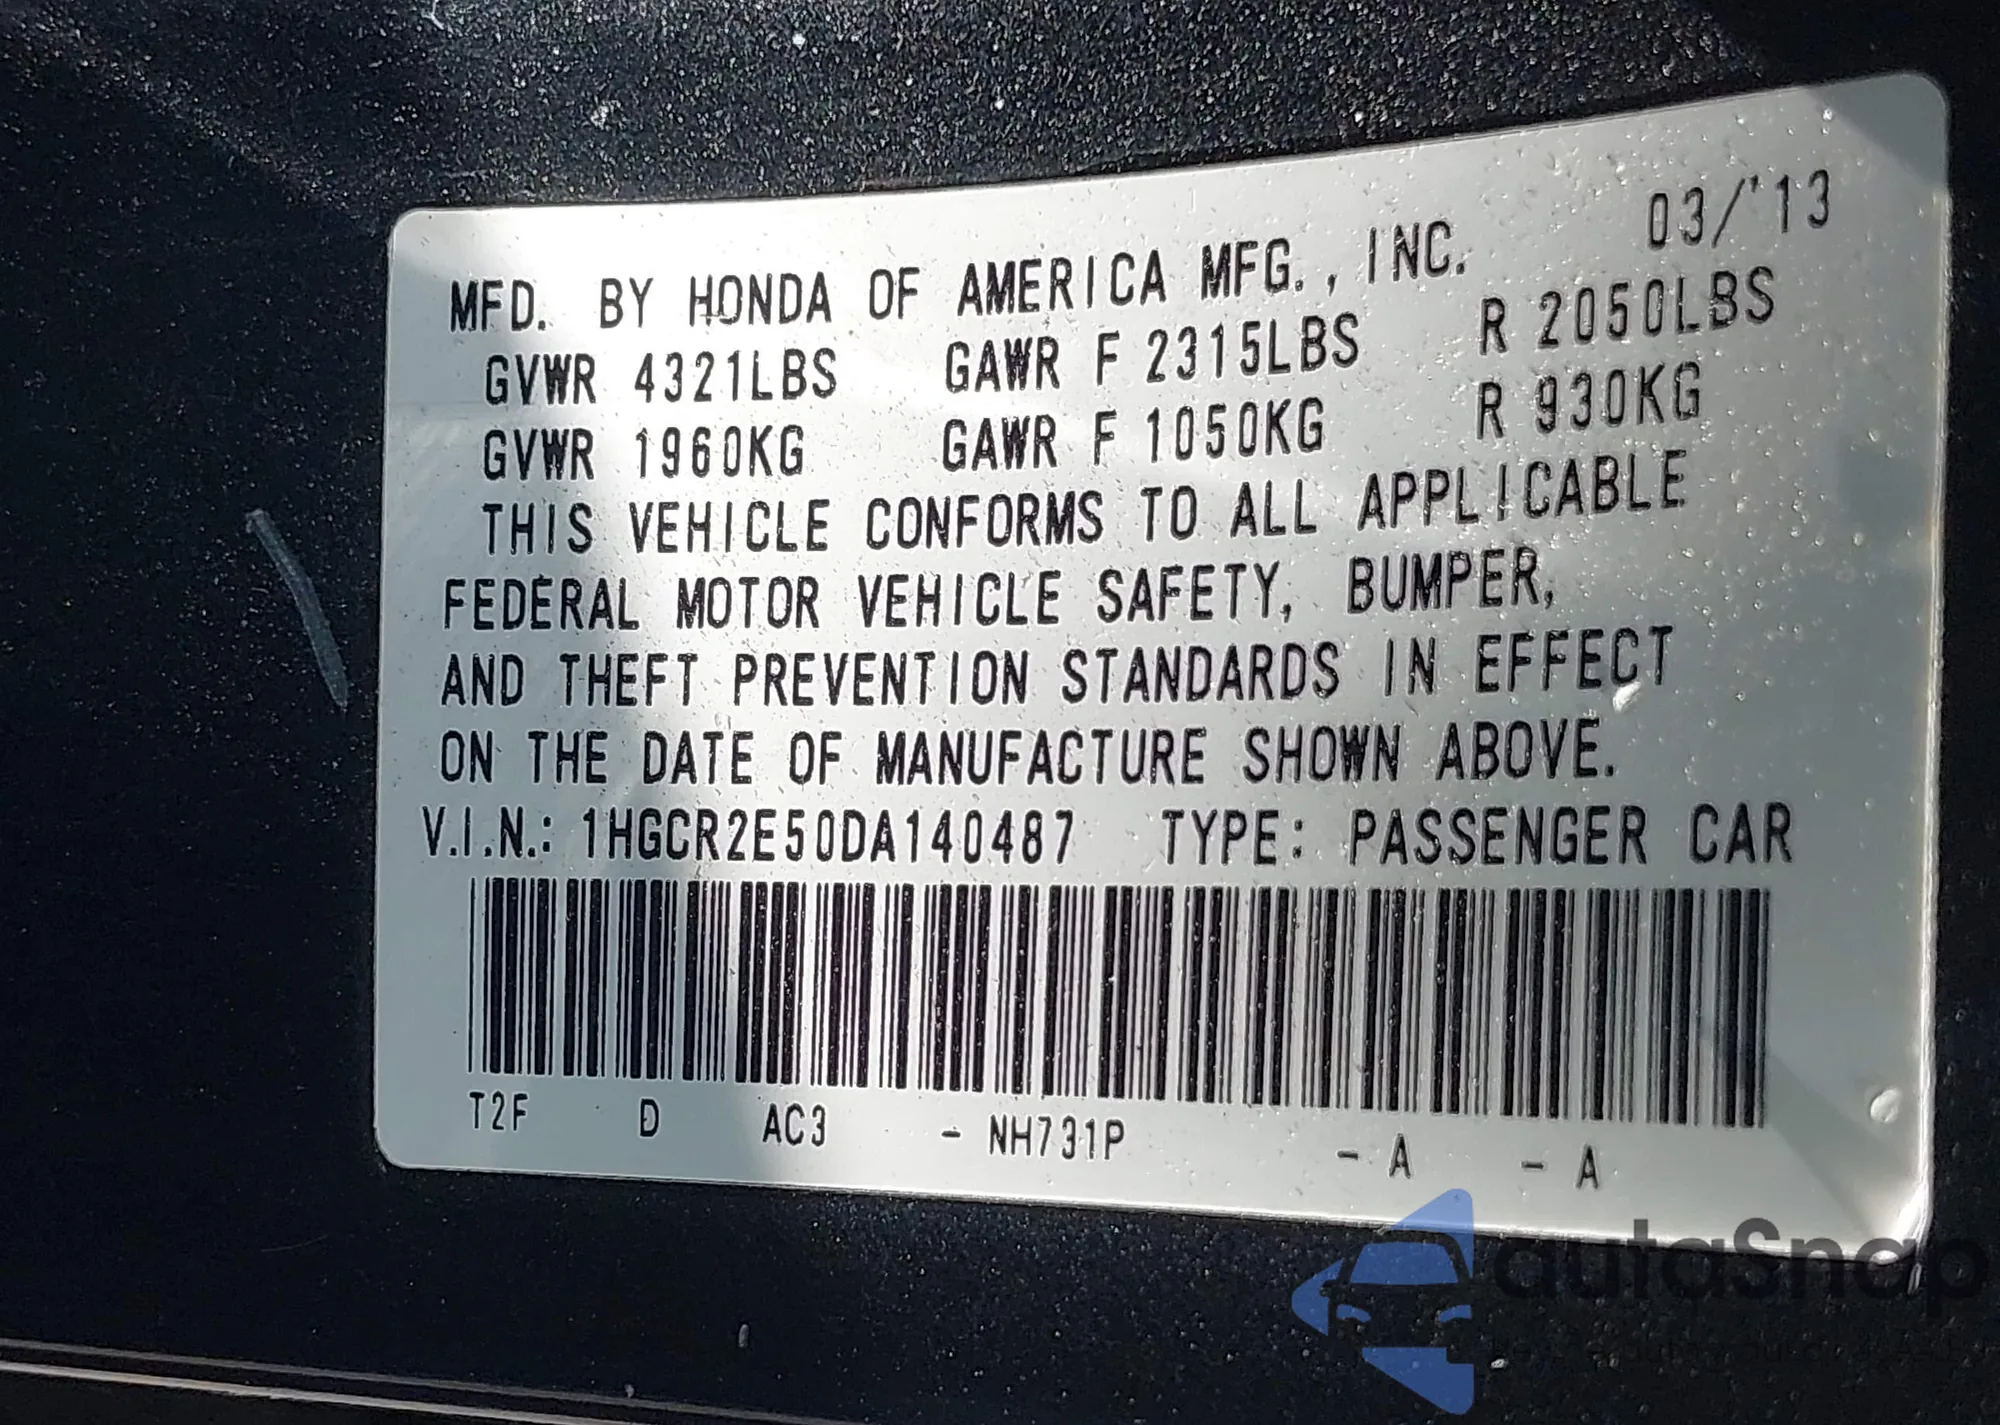 03/'13
MFD. BY HONDA OF AMERICA MFG., INC.
GVWR 4321LBS GAWR F 2315LBS R 2050LBS
GVWR 1960KG GAWR F 1050KG R 930KG
THIS VEHICLE CONFORMS TO ALL APPLICABLE
FEDERAL MOTOR VEHICLE SAFETY, BUMPER,
AND THEFT PREVENTION STANDARDS IN EFFECT
ON THE DATE OF MANUFACTURE SHOWN ABOVE.
V.I.N.: 1HGCR2E50DA140487 TYPE: PASSENGER CAR
T2F D AC3 - NH731P - A - A
autaSnap